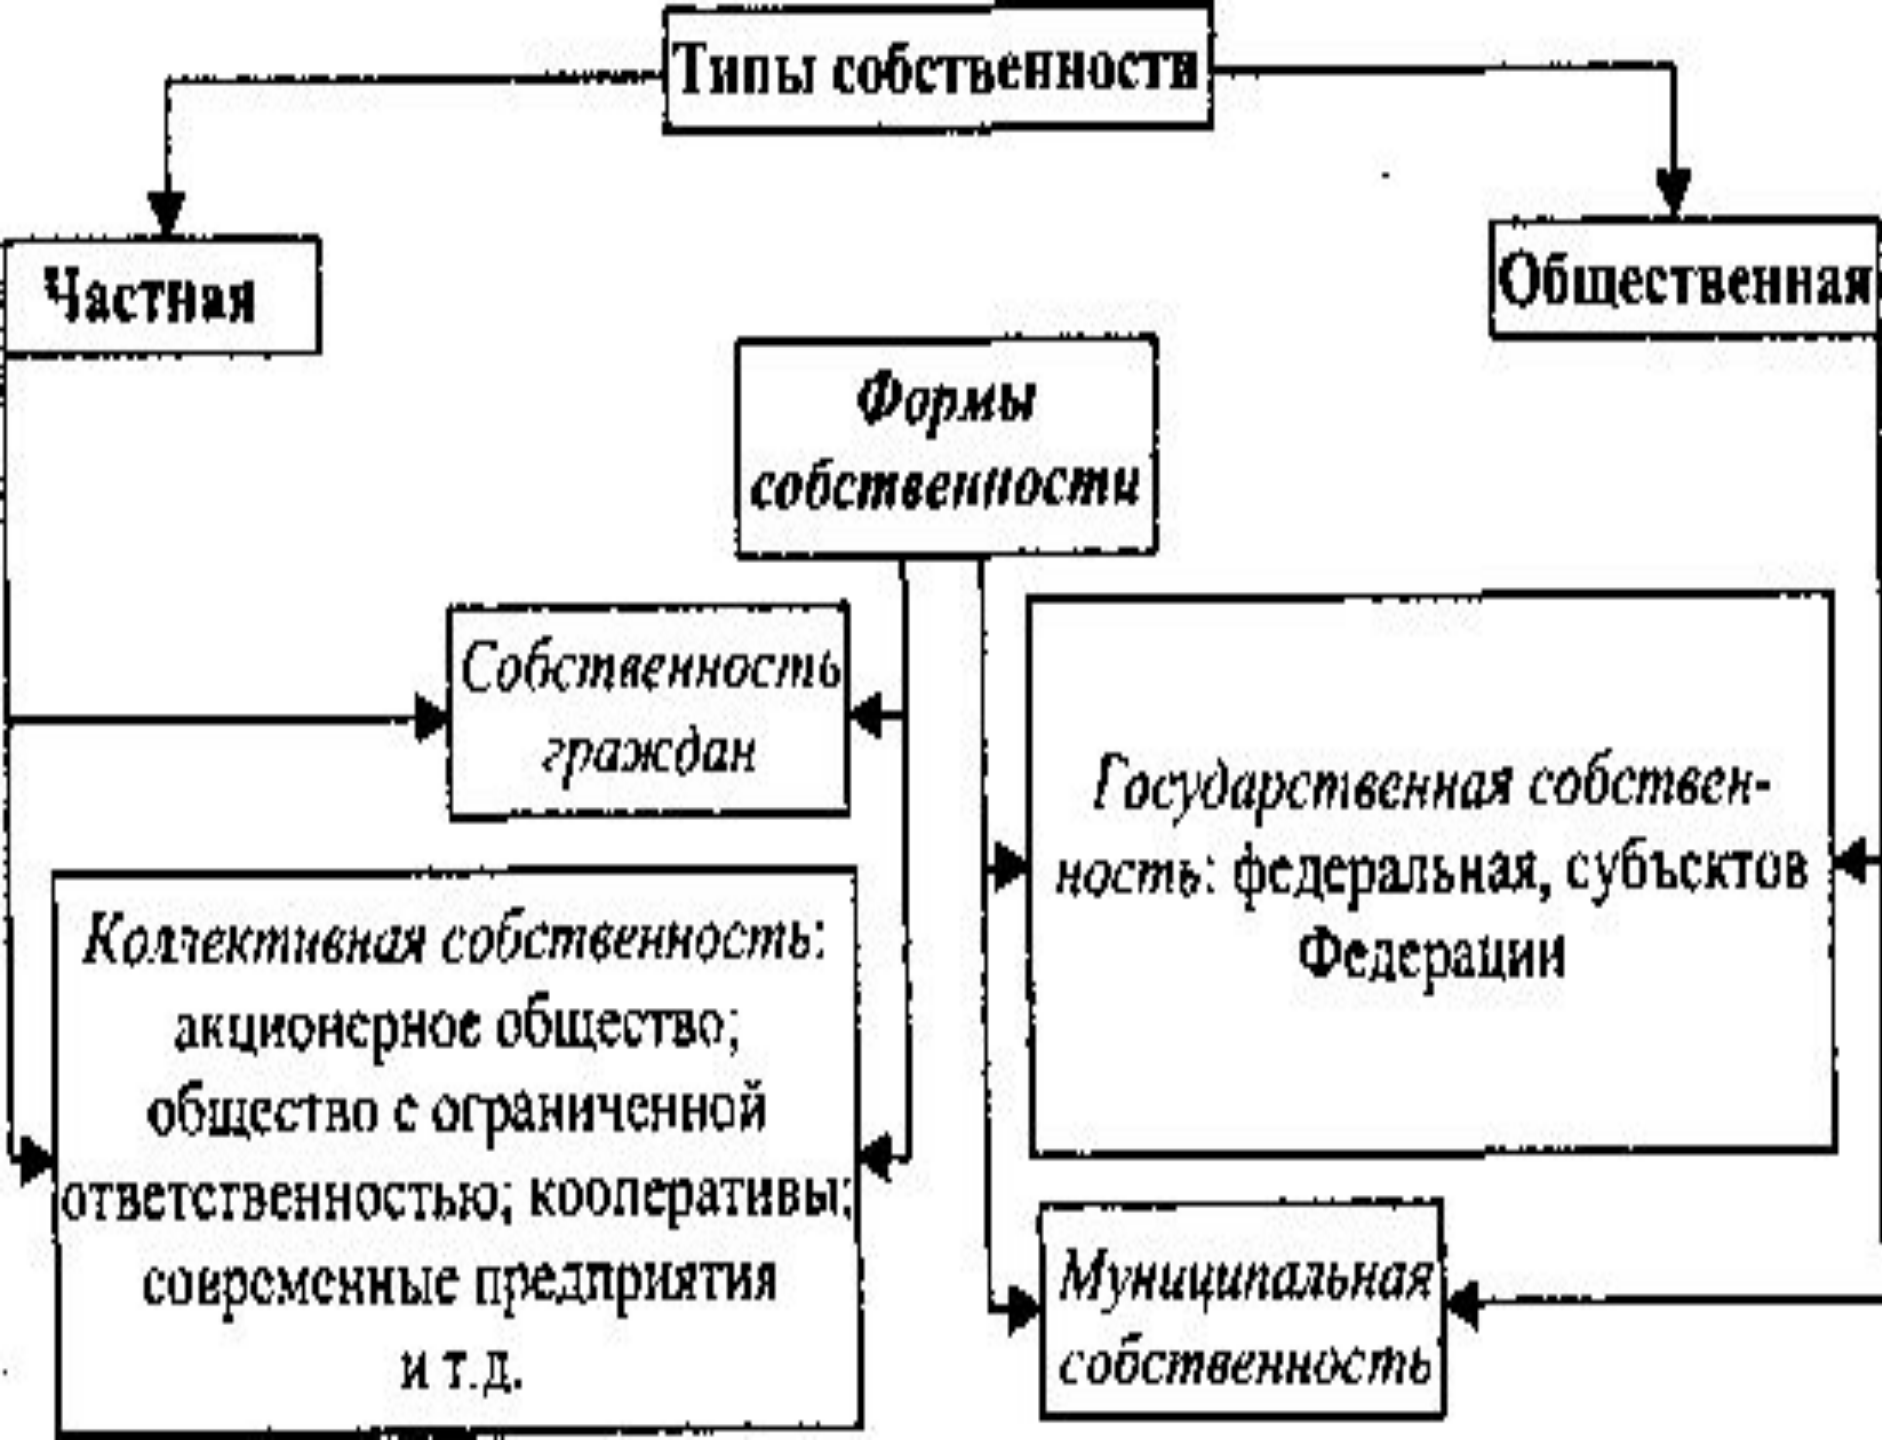 Типы собственности
Частная
Общественная
Формы
собственности
Собственность
граждан
Государственная собствен-
ность: федеральная, субъектов
Федерации
Коллективная собственность:
акционерное общество;
общество с ограниченной
ответственностью; кооперативы;
современные предприятия
и т.д.
Муниципальная
собственность